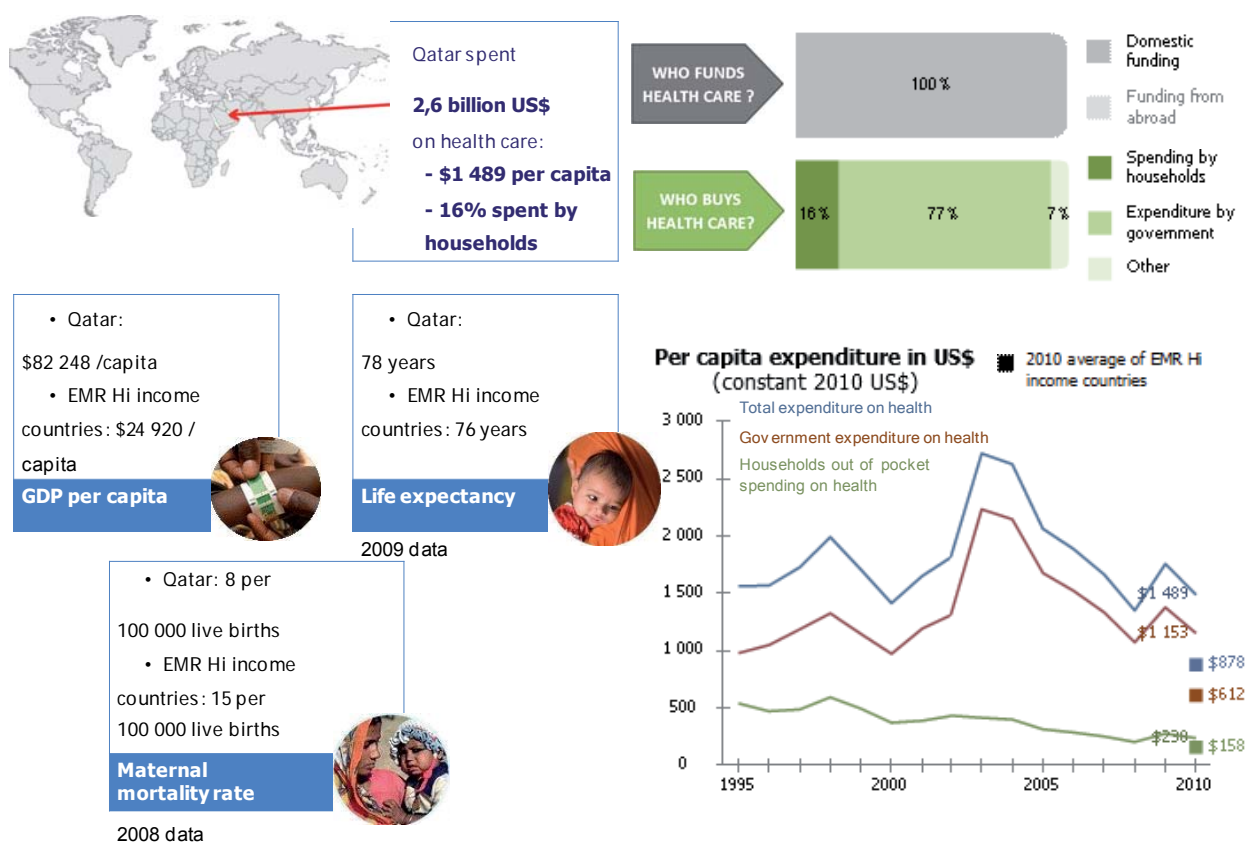 Qatar spent
2,6 billion US$
on health care:
- $1 489 per capita
- 16% spent by
households
WHO FUNDS
HEALTH CARE ?
100 %
Domestic
funding
Funding from
abroad
WHO BUYS
HEALTH CARE?
16 %
77 %
7 %
Spending by
households
Expenditure by
government
Other
• Qatar:
$82 248 /capita
• EMR Hi income
countries: $24 920 /
capita
GDP per capita
• Qatar:
78 years
• EMR Hi income
countries: 76 years
Life expectancy
2009 data
• Qatar: 8 per
100 000 live births
• EMR Hi income
countries: 15 per
100 000 live births
Maternal
mortality rate
2008 data
Per capita expenditure in US$
(constant 2010 US$)
2010 average of EMR Hi
income countries
Total expenditure on health
Government expenditure on health
Households out of pocket
spending on health
3 000
2 500
2 000
1 500
1 000
500
0
1995
2000
2005
2010
$1 489
$1 153
$238
$878
$612
$158